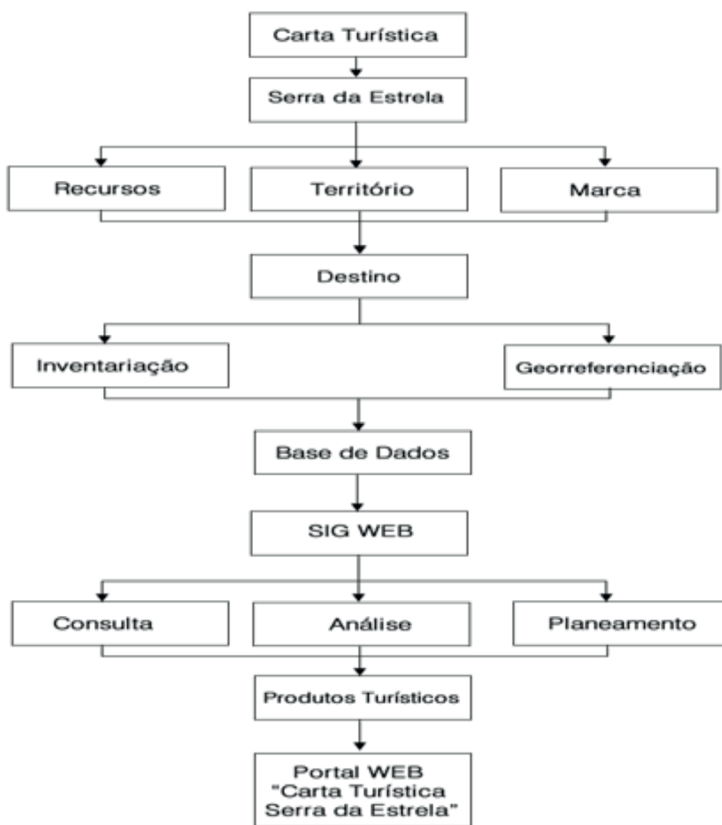 Carta Turística
Serra da Estrela
Recursos
Território
Marca
Destino
Inventariação
Georreferenciação
Base de Dados
SIG WEB
Consulta
Análise
Planeamento
Produtos Turísticos
Portal WEB
"Carta Turística
Serra da Estrela"